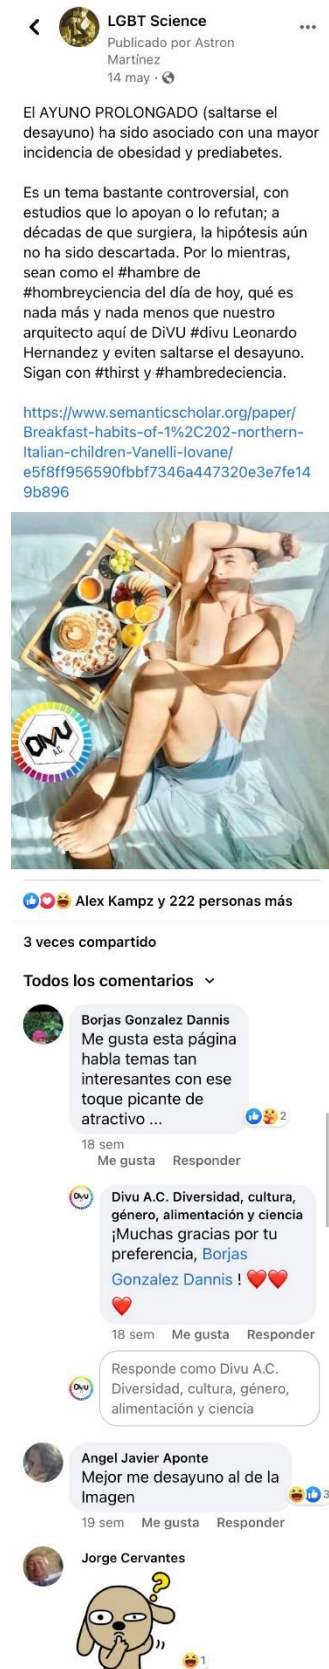 LGBT Science
Publicado por Astron
Martínez
14 may ·
El AYUNO PROLONGADO (saltarse el
desayuno) ha sido asociado con una mayor
incidencia de obesidad y prediabetes.
Es un tema bastante controversial, con
estudios que lo apoyan o lo refutan; a
décadas de que surgiera, la hipótesis aún
no ha sido descartada. Por lo mientras,
sean como el #hambre de
#hombreyciencia del día de hoy, qué es
nada más y nada menos que nuestro
arquitecto aquí de DiVU #divu Leonardo
Hernandez y eviten saltarse el desayuno.
Sigan con #thirst y #hambredeciencia.
https://www.semanticscholar.org/paper/
Breakfast-habits-of-1%2C202-northern-
Italian-children-Vanelli-Iovane/
e5f8ff956590fbbf7346a447320e3e7fe14
9b896
DIVU
A.C.
Alex Kampz y 222 personas más
3 veces compartido
Todos los comentarios
Borjas Gonzalez Dannis
Me gusta esta página
habla temas tan
interesantes con ese
toque picante de
atractivo ...
2
18 sem
Me gusta Responder
Divu
Divu A.C. Diversidad, cultura,
género, alimentación y ciencia
¡Muchas gracias por tu
preferencia, Borjas
Gonzalez Dannis ! ❤️❤️
❤️
18 sem Me gusta Responder
Divu
Responde como Divu A.C.
Diversidad, cultura, género,
alimentación y ciencia
Angel Javier Aponte
Mejor me desayuno al de la
Imagen
3
19 sem Me gusta Responder
Jorge Cervantes
?
1